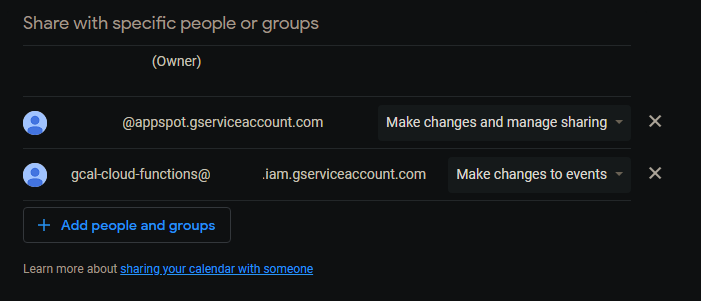 Share with specific people or groups
(Owner)
@appspot.gserviceaccount.com Make changes and manage sharing
gcal-cloud-functions@ .iam.gserviceaccount.com Make changes to events
+ Add people and groups
Learn more about sharing your calendar with someone